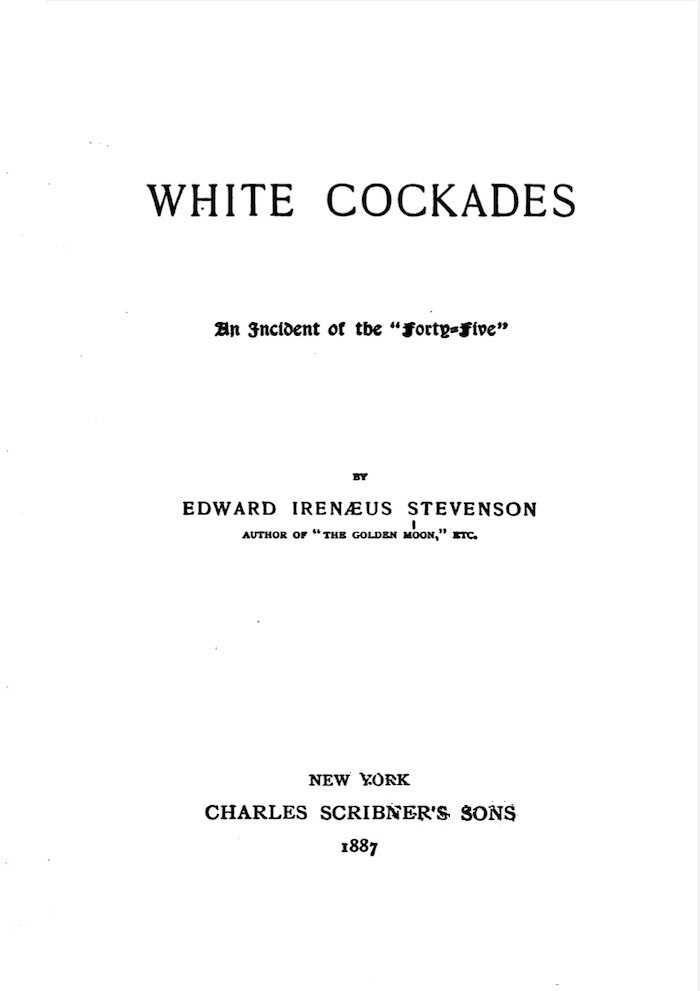 WHITE COCKADES
An Incident of the “Forty=Five”
BY
EDWARD IRENÆUS STEVENSON
AUTHOR OF “THE GOLDEN MOON,” ETC.
NEW YORK
CHARLES SCRIBNER'S SONS
1887